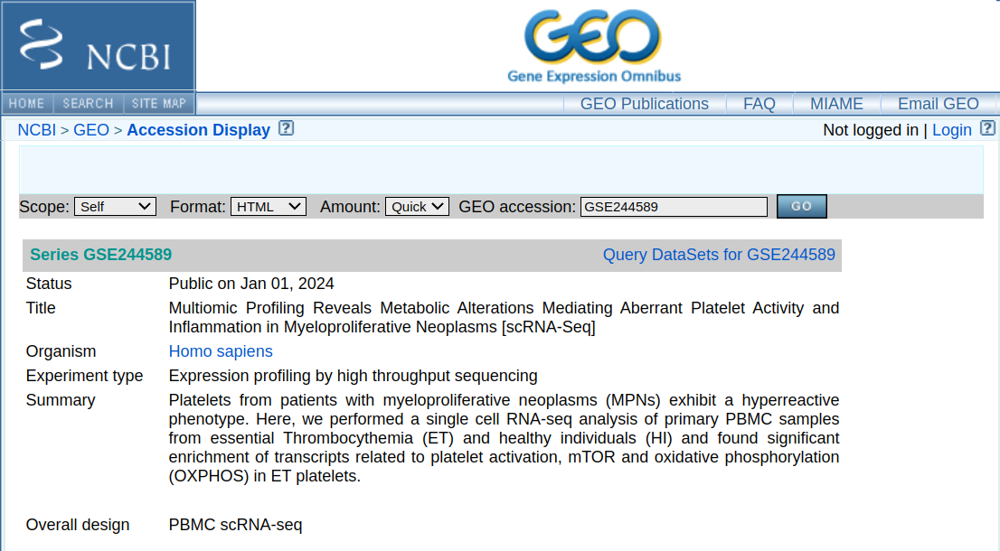 NCBI
GEO
Gene Expression Omnibus
HOME SEARCH SITE MAP
GEO Publications FAQ MIAME Email GEO
NCBI > GEO > Accession Display ?
Not logged in | Login ?
Scope: Self Format: HTML Amount: Quick GEO accession: GSE244589 GO
Series GSE244589 Query DataSets for GSE244589
Status Public on Jan 01, 2024
Title Multiomic Profiling Reveals Metabolic Alterations Mediating Aberrant Platelet Activity and
Inflammation in Myeloproliferative Neoplasms [scRNA-Seq]
Organism Homo sapiens
Experiment type Expression profiling by high throughput sequencing
Summary Platelets from patients with myeloproliferative neoplasms (MPNs) exhibit a hyperreactive
phenotype. Here, we performed a single cell RNA-seq analysis of primary PBMC samples
from essential Thrombocythemia (ET) and healthy individuals (HI) and found significant
enrichment of transcripts related to platelet activation, mTOR and oxidative phosphorylation
(OXPHOS) in ET platelets.
Overall design PBMC scRNA-seq